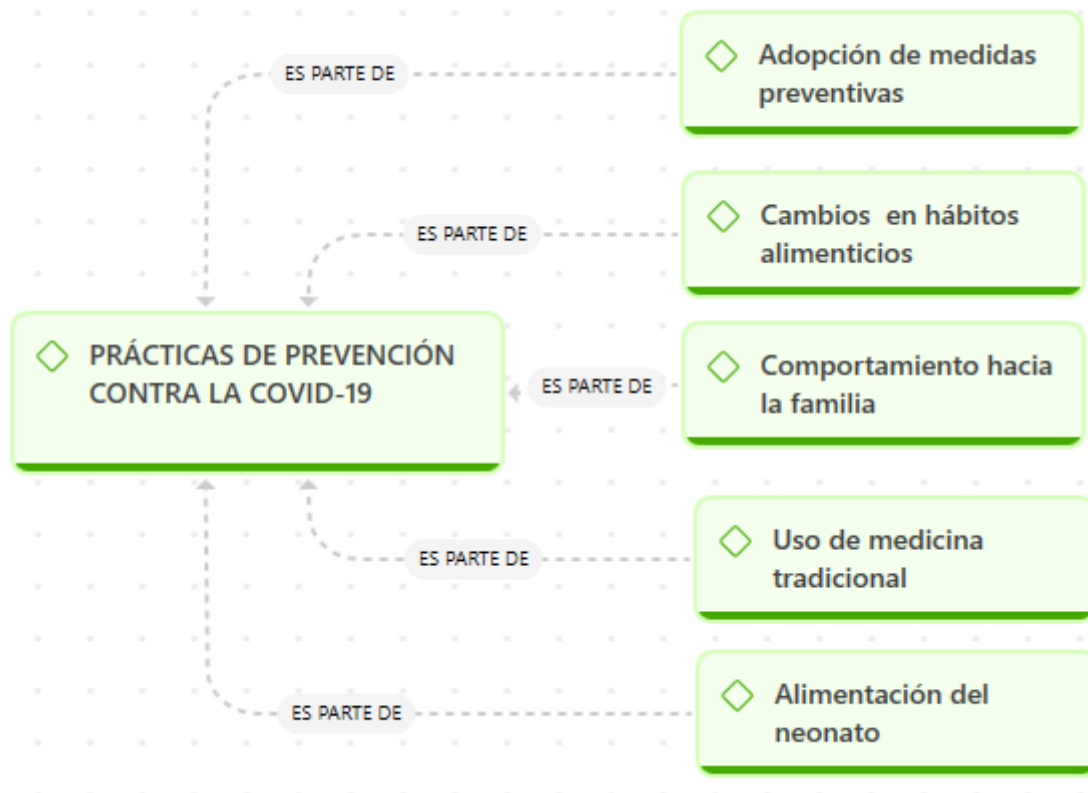 ES PARTE DE
Adopción de medidas
preventivas
ES PARTE DE
Cambios  en hábitos
alimenticios
PRÁCTICAS DE PREVENCIÓN
CONTRA LA COVID-19
ES PARTE DE
Comportamiento hacia
la familia
ES PARTE DE
Uso de medicina
tradicional
ES PARTE DE
Alimentación del
neonato